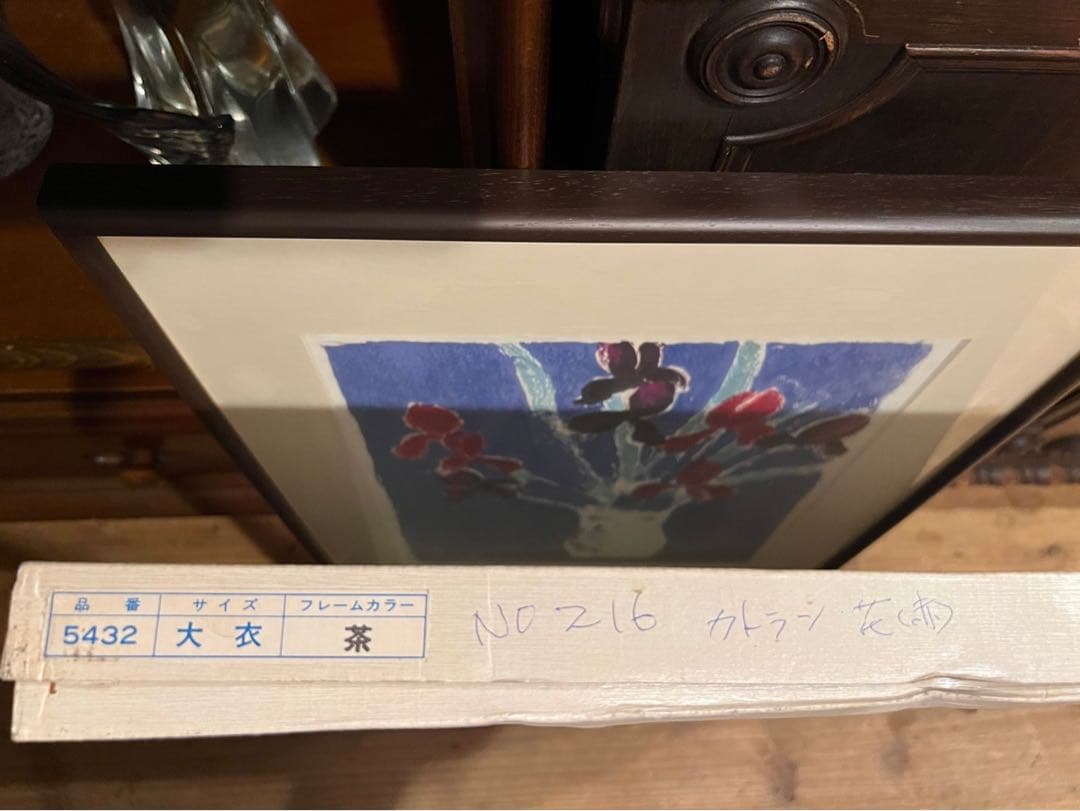 品番 サイズ フレームカラー
5432 大衣 茶
NO 216 カトラン 花(雨)